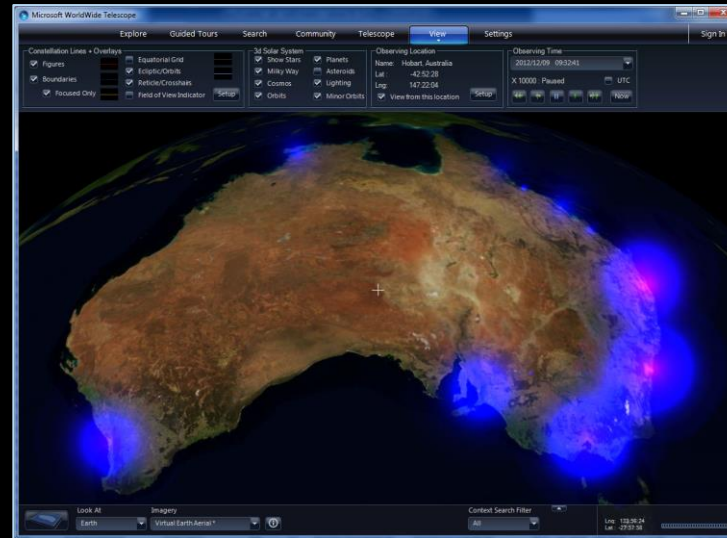 Microsoft WorldWide Telescope
Explore Guided Tours Search Community Telescope View Settings Sign In
Constellation Lines + Overlays
Figures
Boundaries
Focused Only
Equatorial Grid
Ecliptic/Orbits
Reticle/Crosshairs
Field of View Indicator
Setup
3d Solar System
Show Stars
Milky Way
Cosmos
Orbits
Planets
Asteroids
Lighting
Minor Orbits
Observing Location
Name: Hobart, Australia
Lat : -42:52:28
Lng: 147:22:04
View from this location
Setup
Observing Time
2012/12/09 09:32:41
X 10000 : Paused
UTC
Now
Look At
Earth
Imagery
Virtual Earth Aerial *
Context Search Filter
All
Lng :
Lat :